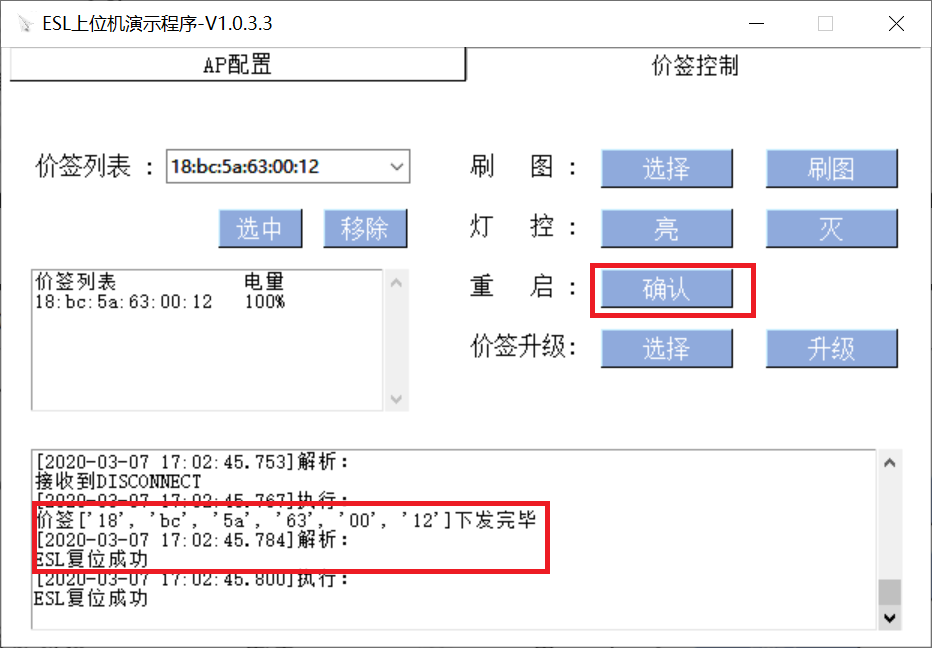 ESL上位机演示程序-V1.0.3.3
AP配置
价签控制
价签列表 :
18:bc:5a:63:00:12
选中
移除
价签列表 电量
18:bc:5a:63:00:12 100%
刷 图 : 选择 刷图
灯 控 : 亮 灭
重 启 : 确认
价签升级: 选择 升级
[2020-03-07 17:02:45.753]解析:
接收到DISCONNECT
[2020-03-07 17:02:45.767]执行:
价签['18', 'bc', '5a', '63', '00', '12']下发完毕
[2020-03-07 17:02:45.784]解析:
ESL复位成功
[2020-03-07 17:02:45.800]执行:
ESL复位成功